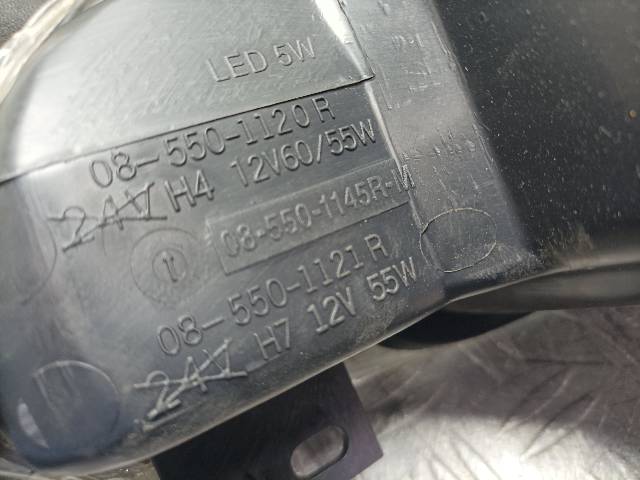 LED 5W
08-550-1120 R
24V H4 12V60/55W
08-550-1145R-M
11
08-550-1121 R
24V H7 12V 55W